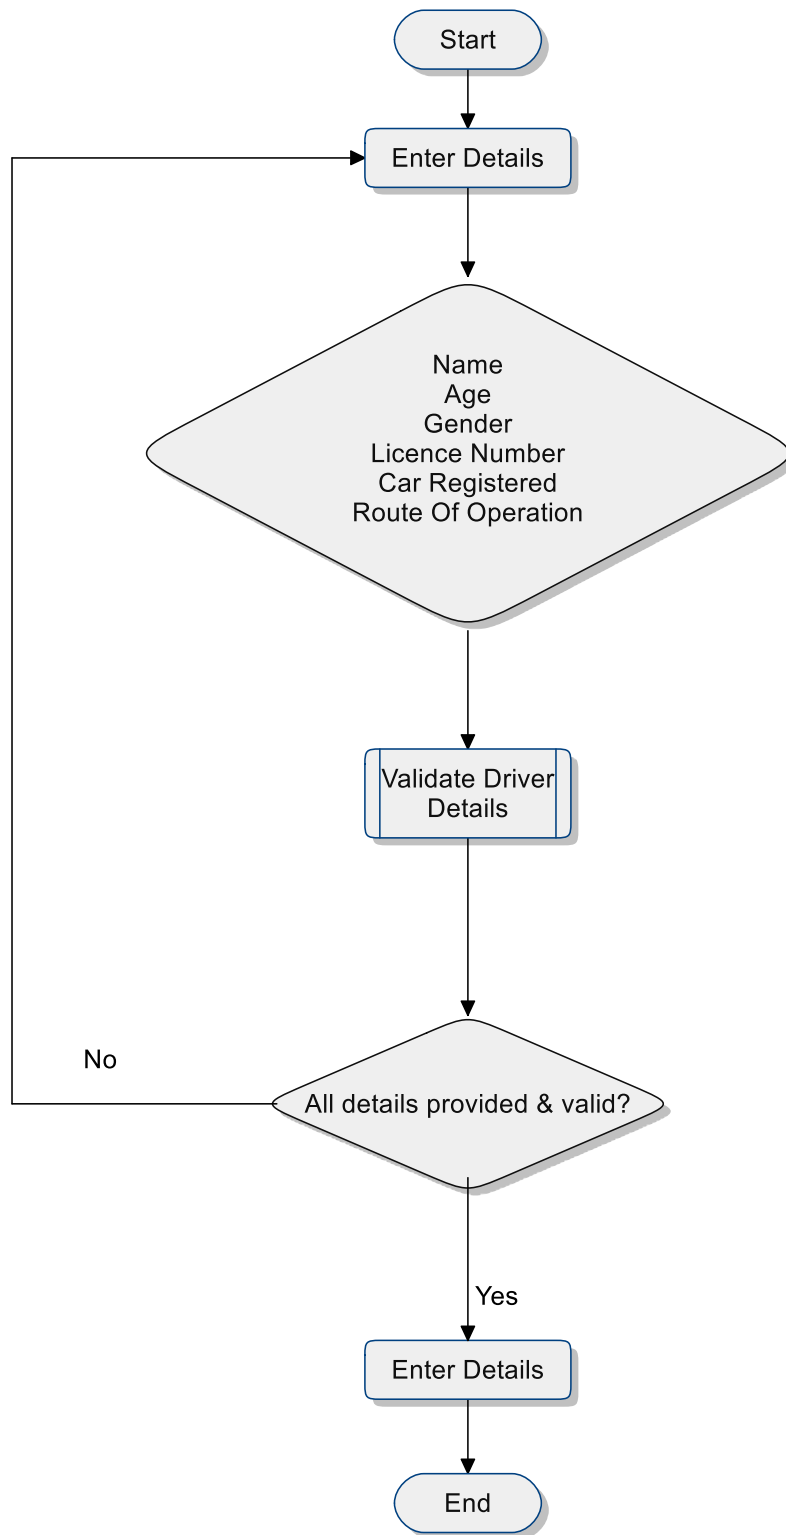 Start
Enter Details
Name
Age
Gender
Licence Number
Car Registered
Route Of Operation
Validate Driver
Details
No
All details provided & valid?
Yes
Enter Details
End